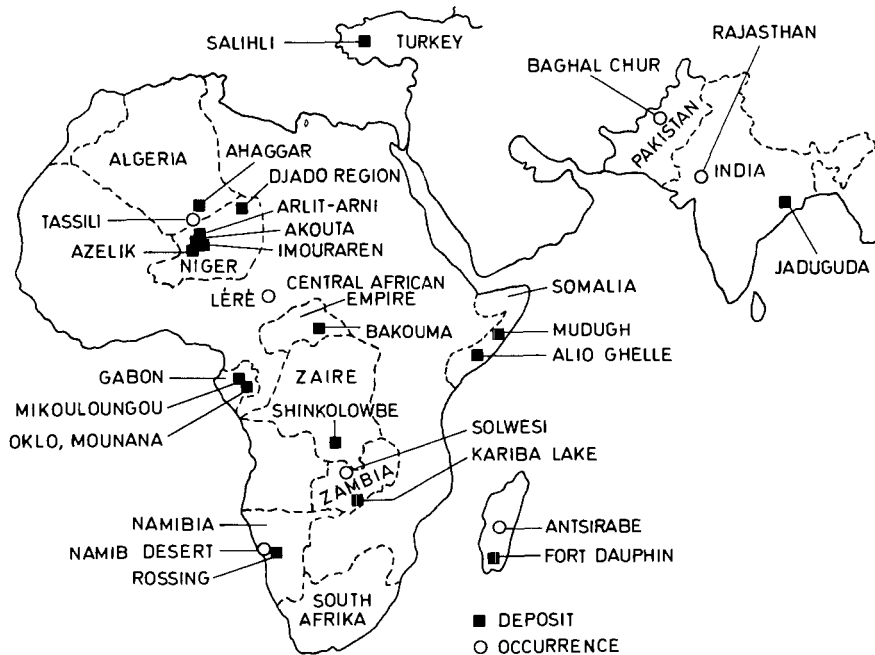 SALIHLI
TURKEY
RAJASTHAN
BAGHAL CHUR
PAKISTAN
INDIA
ALGERIA
AHAGGAR
DJADO REGION
TASSILI
ARLIT-ARNI
AKOUTA
AZELIK
IMOURAREN
NIGER
JADUGUDA
LÉRÉ
CENTRAL AFRICAN
EMPIRE
SOMALIA
BAKOUMA
MUDUGH
ALIO GHELLE
GABON
ZAIRE
MIKOULOUNGOU
OKLO, MOUNANA
SHINKOLOWBE
SOLWESI
KARIBA LAKE
ZAMBIA
NAMIBIA
NAMIB DESERT
ROSSING
ANTSIRABE
FORT DAUPHIN
SOUTH
AFRIKA
DEPOSIT
OCCURRENCE